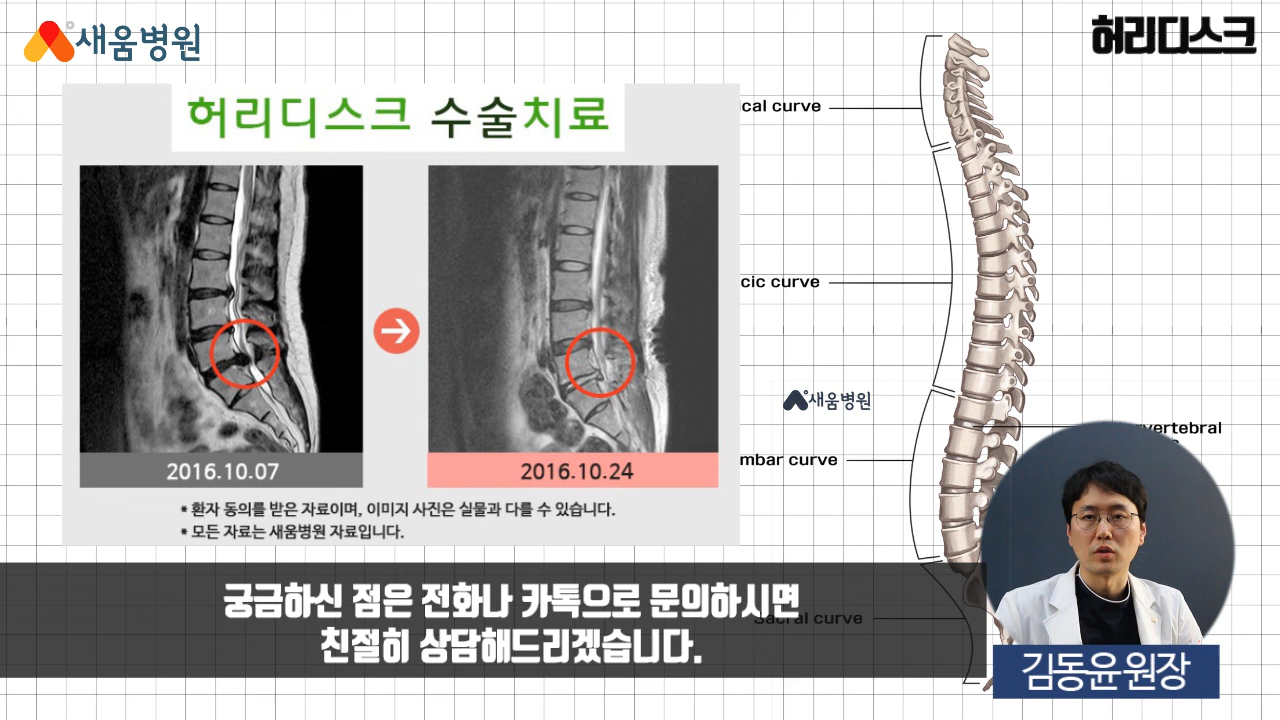 새움병원
허리디스크
허리디스크 수술치료
ical curve
cic curve
새움병원
vertebral
mbar curve
2016.10.07
2016.10.24
* 환자 동의를 받은 자료이며, 이미지 사진은 실물과 다를 수 있습니다.
* 모든 자료는 새움병원 자료입니다.
궁금하신 점은 전화나 카톡으로 문의하시면
친절히 상담해드리겠습니다.
Sacral curve
김동윤 원장